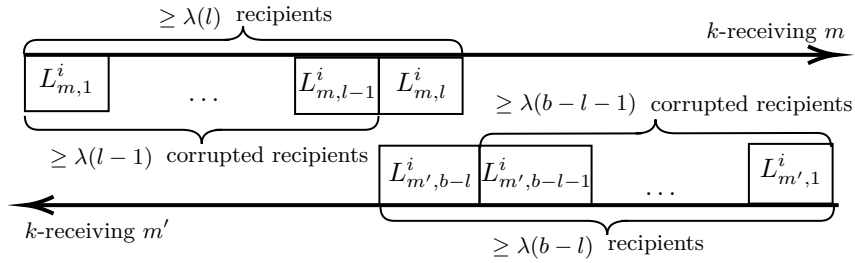 ≥ λ(l) recipients
k-receiving m
L^i_{m,1} … L^i_{m,l−1} L^i_{m,l}
≥ λ(b − l − 1) corrupted recipients
≥ λ(l − 1) corrupted recipients
L^i_{m′,b−l} L^i_{m′,b−l−1} … L^i_{m′,1}
k-receiving m′
≥ λ(b − l) recipients